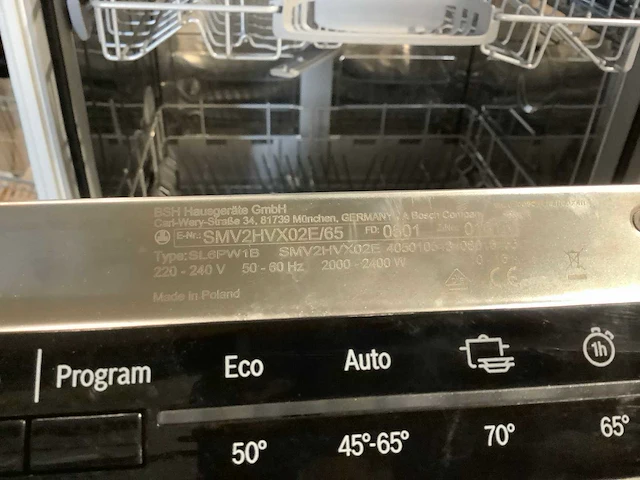 BSH Hausgeräte GmbH
Carl-Wery-Straße 34, 81739 München, GERMANY / A Bosch Company
E-Nr.: SMV2HVX02E/65 FD: 0301
Type: SL6PW1B SMV2HVX02E
220 - 240 V 50 - 60 Hz 2000 - 2400 W
Made in Poland
Program Eco Auto 1h
50° 45°-65° 70° 65°